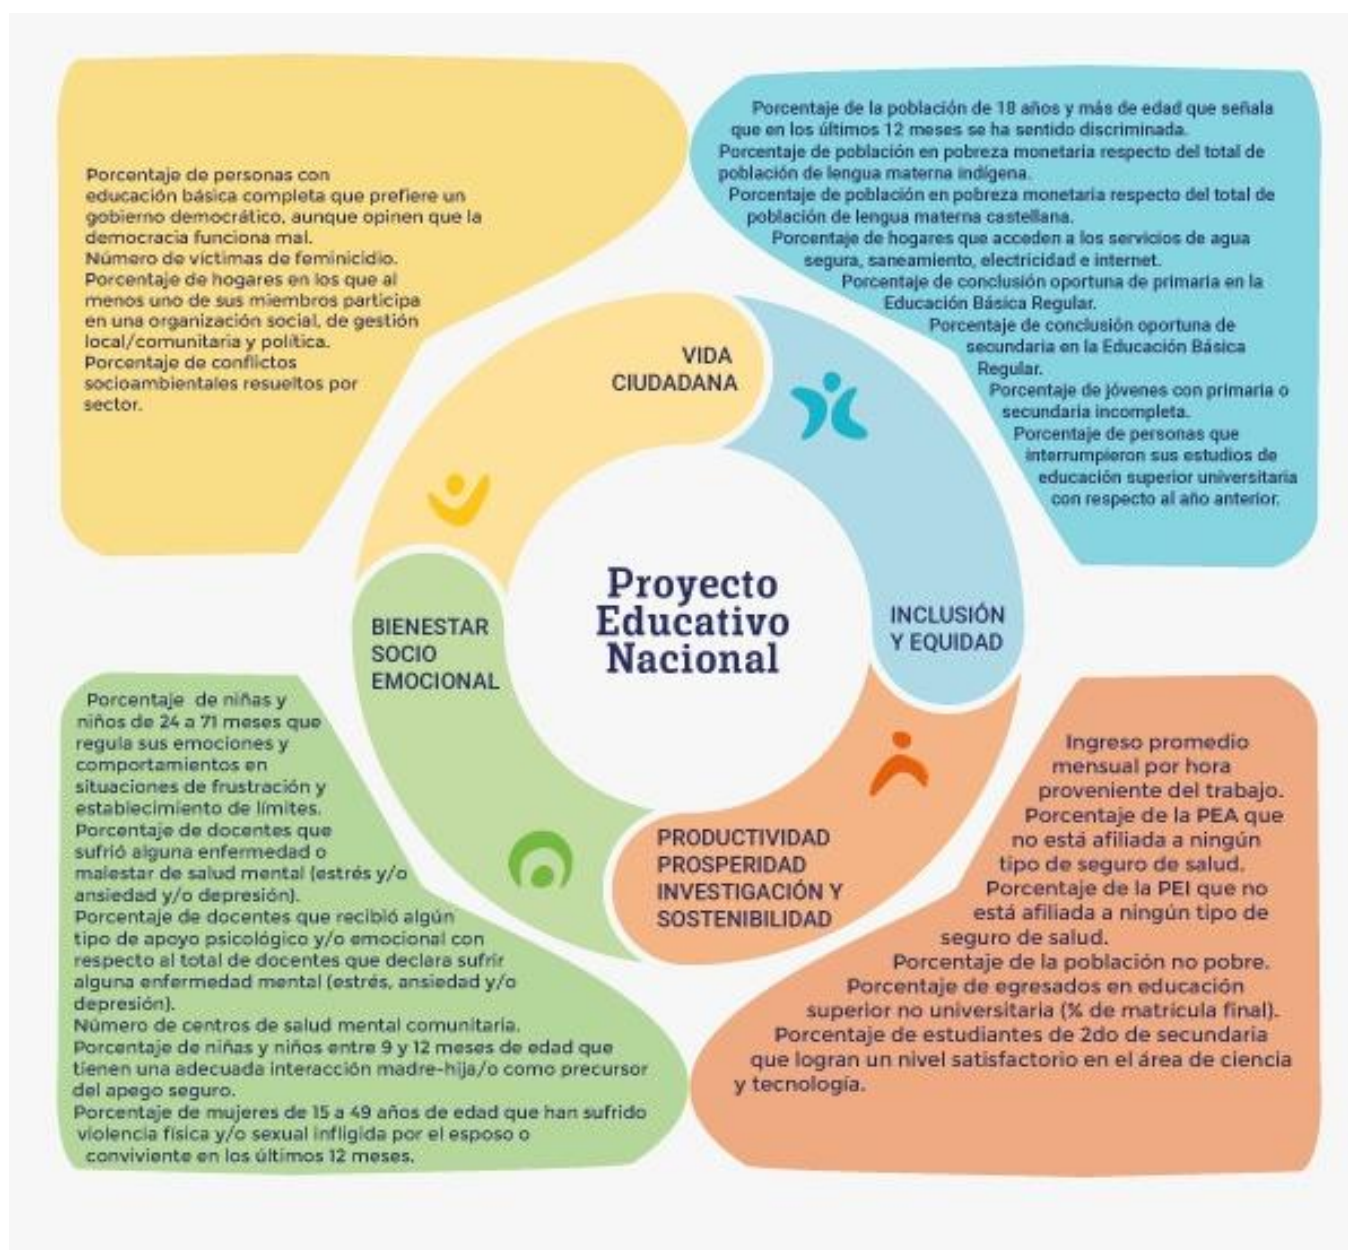 Porcentaje de personas con
educación básica completa que prefiere un
gobierno democrático, aunque opinen que la
democracia funciona mal.
Número de víctimas de feminicidio.
Porcentaje de hogares en los que al
menos uno de sus miembros participa
en una organización social, de gestión
local/comunitaria y política.
Porcentaje de conflictos
socioambientales resueltos por
sector.
Porcentaje de la población de 18 años y más de edad que señala
que en los últimos 12 meses se ha sentido discriminada.
Porcentaje de población en pobreza monetaria respecto del total de
población de lengua materna indígena.
Porcentaje de población en pobreza monetaria respecto del total de
población de lengua materna castellana.
Porcentaje de hogares que acceden a los servicios de agua
segura, saneamiento, electricidad e internet.
Porcentaje de conclusión oportuna de primaria en la
Educación Básica Regular.
Porcentaje de conclusión oportuna de
secundaria en la Educación Básica
Regular.
Porcentaje de jóvenes con primaria o
secundaria incompleta.
Porcentaje de personas que
interrumpieron sus estudios de
educación superior universitaria
con respecto al año anterior.
VIDA
CIUDADANA
INCLUSIÓN
Y EQUIDAD
Proyecto
Educativo
Nacional
BIENESTAR
SOCIO
EMOCIONAL
PRODUCTIVIDAD
PROSPERIDAD
INVESTIGACIÓN Y
SOSTENIBILIDAD
Porcentaje de niñas y
niños de 24 a 71 meses que
regula sus emociones y
comportamientos en
situaciones de frustración y
establecimiento de límites.
Porcentaje de docentes que
sufrió alguna enfermedad o
malestar de salud mental (estrés y/o
ansiedad y/o depresión).
Porcentaje de docentes que recibió algún
tipo de apoyo psicológico y/o emocional con
respecto al total de docentes que declara sufrir
alguna enfermedad mental (estrés, ansiedad y/o
depresión).
Número de centros de salud mental comunitaria.
Porcentaje de niñas y niños entre 9 y 12 meses de edad que
tienen una adecuada interacción madre-hija/o como precursor
del apego seguro.
Porcentaje de mujeres de 15 a 49 años de edad que han sufrido
violencia física y/o sexual infligida por el esposo o
conviviente en los últimos 12 meses.
Ingreso promedio
mensual por hora
proveniente del trabajo.
Porcentaje de la PEA que
no está afiliada a ningún
tipo de seguro de salud.
Porcentaje de la PEI que no
está afiliada a ningún tipo de
seguro de salud.
Porcentaje de la población no pobre.
Porcentaje de egresados en educación
superior no universitaria (% de matrícula final).
Porcentaje de estudiantes de 2do de secundaria
que logran un nivel satisfactorio en el área de ciencia
y tecnología.